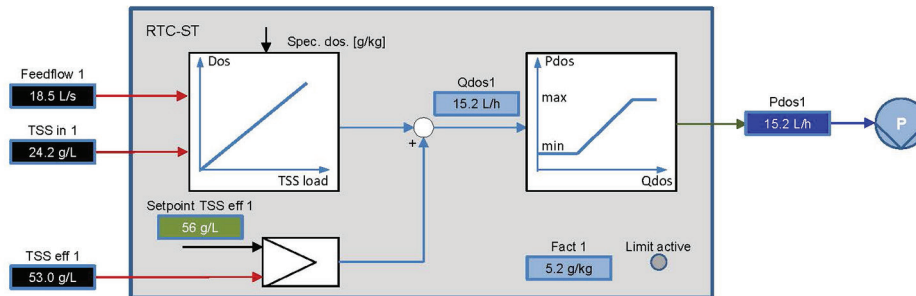 RTC-ST
Spec. dos. [g/kg]
Feedflow 1
18.5 L/s
TSS in 1
24.2 g/L
Dos
TSS load
Qdos1
15.2 L/h
+
Pdos
max
min
Qdos
Pdos1
15.2 L/h
P
Setpoint TSS eff 1
56 g/L
TSS eff 1
53.0 g/L
Fact 1
5.2 g/kg
Limit active